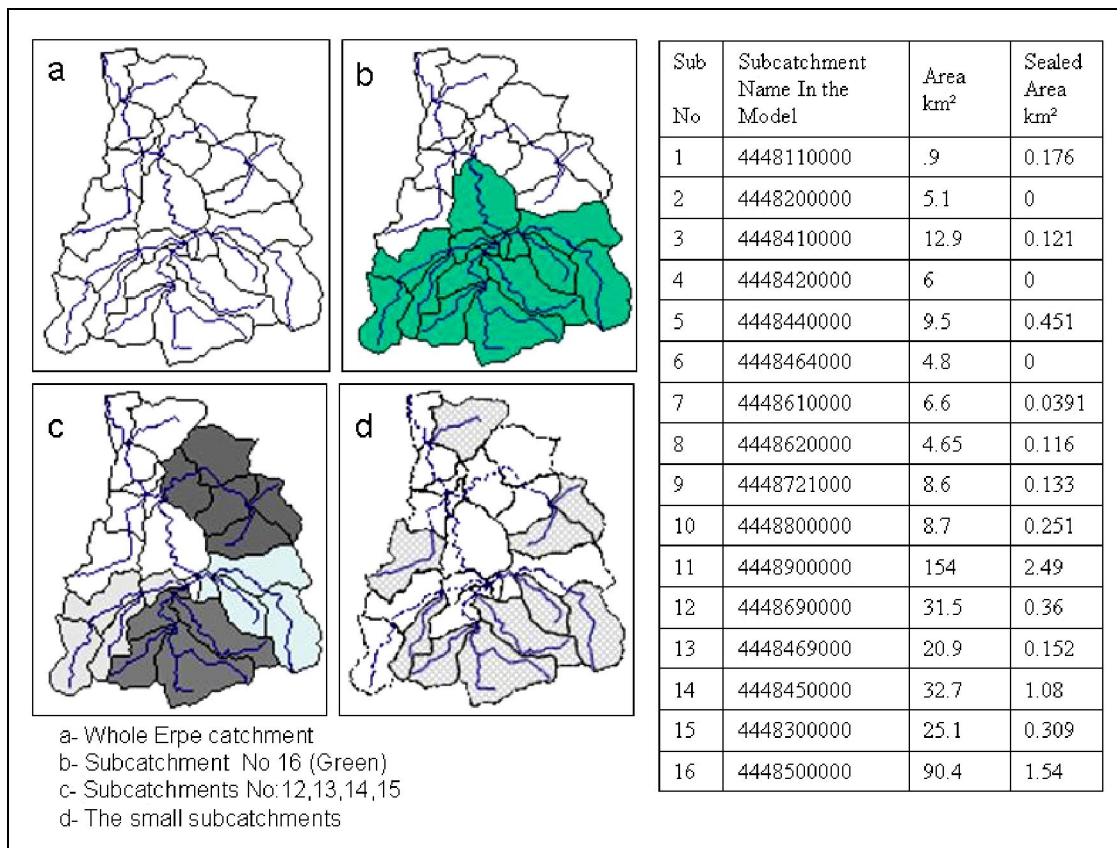 a
b
c
d
a- Whole Erpe catchment
b- Subcatchment No 16 (Green)
c- Subcatchments No:12,13,14,15
d- The small subcatchments
Sub No Subcatchment Name In the Model Area km² Sealed Area km²
1 4448110000 .9 0.176
2 4448200000 5.1 0
3 4448410000 12.9 0.121
4 4448420000 6 0
5 4448440000 9.5 0.451
6 4448464000 4.8 0
7 4448610000 6.6 0.0391
8 4448620000 4.65 0.116
9 4448721000 8.6 0.133
10 4448800000 8.7 0.251
11 4448900000 154 2.49
12 4448690000 31.5 0.36
13 4448469000 20.9 0.152
14 4448450000 32.7 1.08
15 4448300000 25.1 0.309
16 4448500000 90.4 1.54